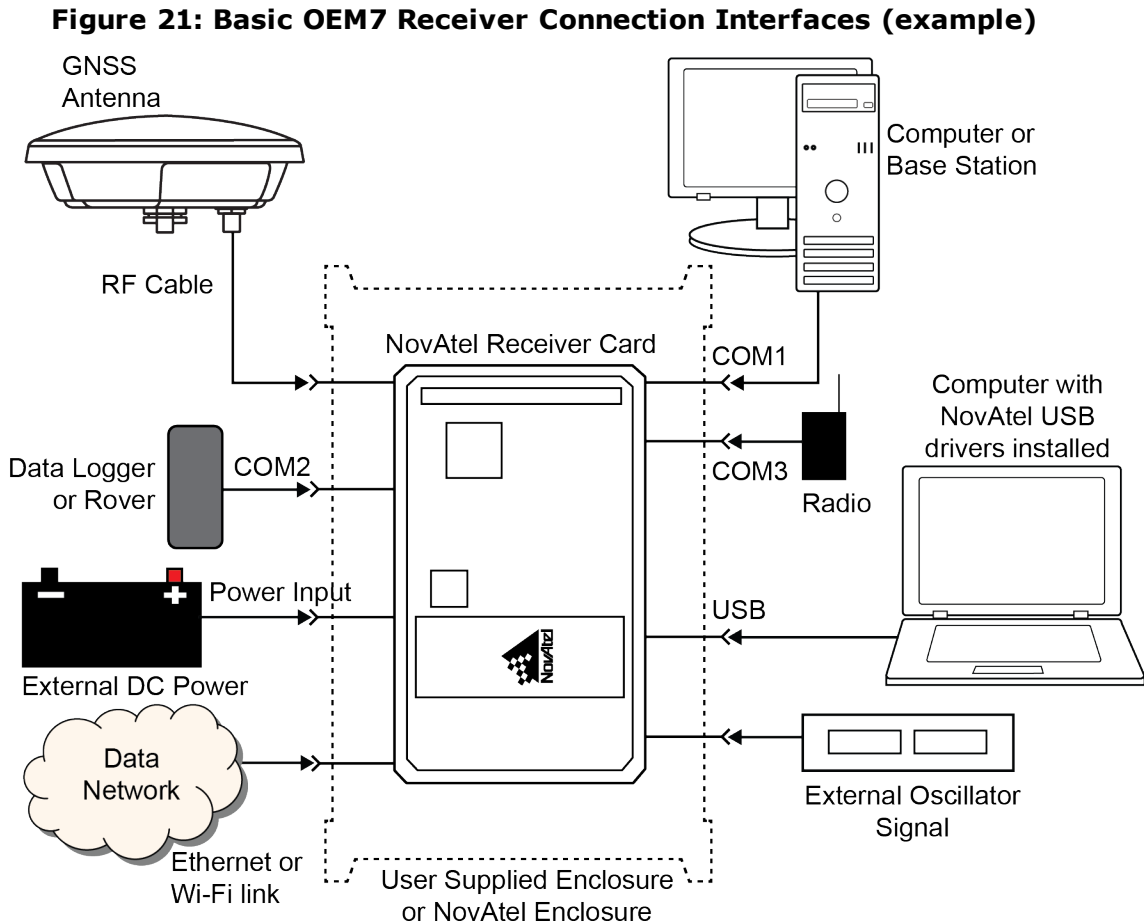 Figure 21: Basic OEM7 Receiver Connection Interfaces (example)
GNSS
Antenna
Computer or
Base Station
RF Cable
NovAtel Receiver Card
COM1
Computer with
NovAtel USB
drivers installed
Data Logger
or Rover
COM2
COM3
Radio
Power Input
External DC Power
USB
NovAtel
Data
Network
External Oscillator
Signal
Ethernet or
Wi-Fi link
User Supplied Enclosure
or NovAtel Enclosure